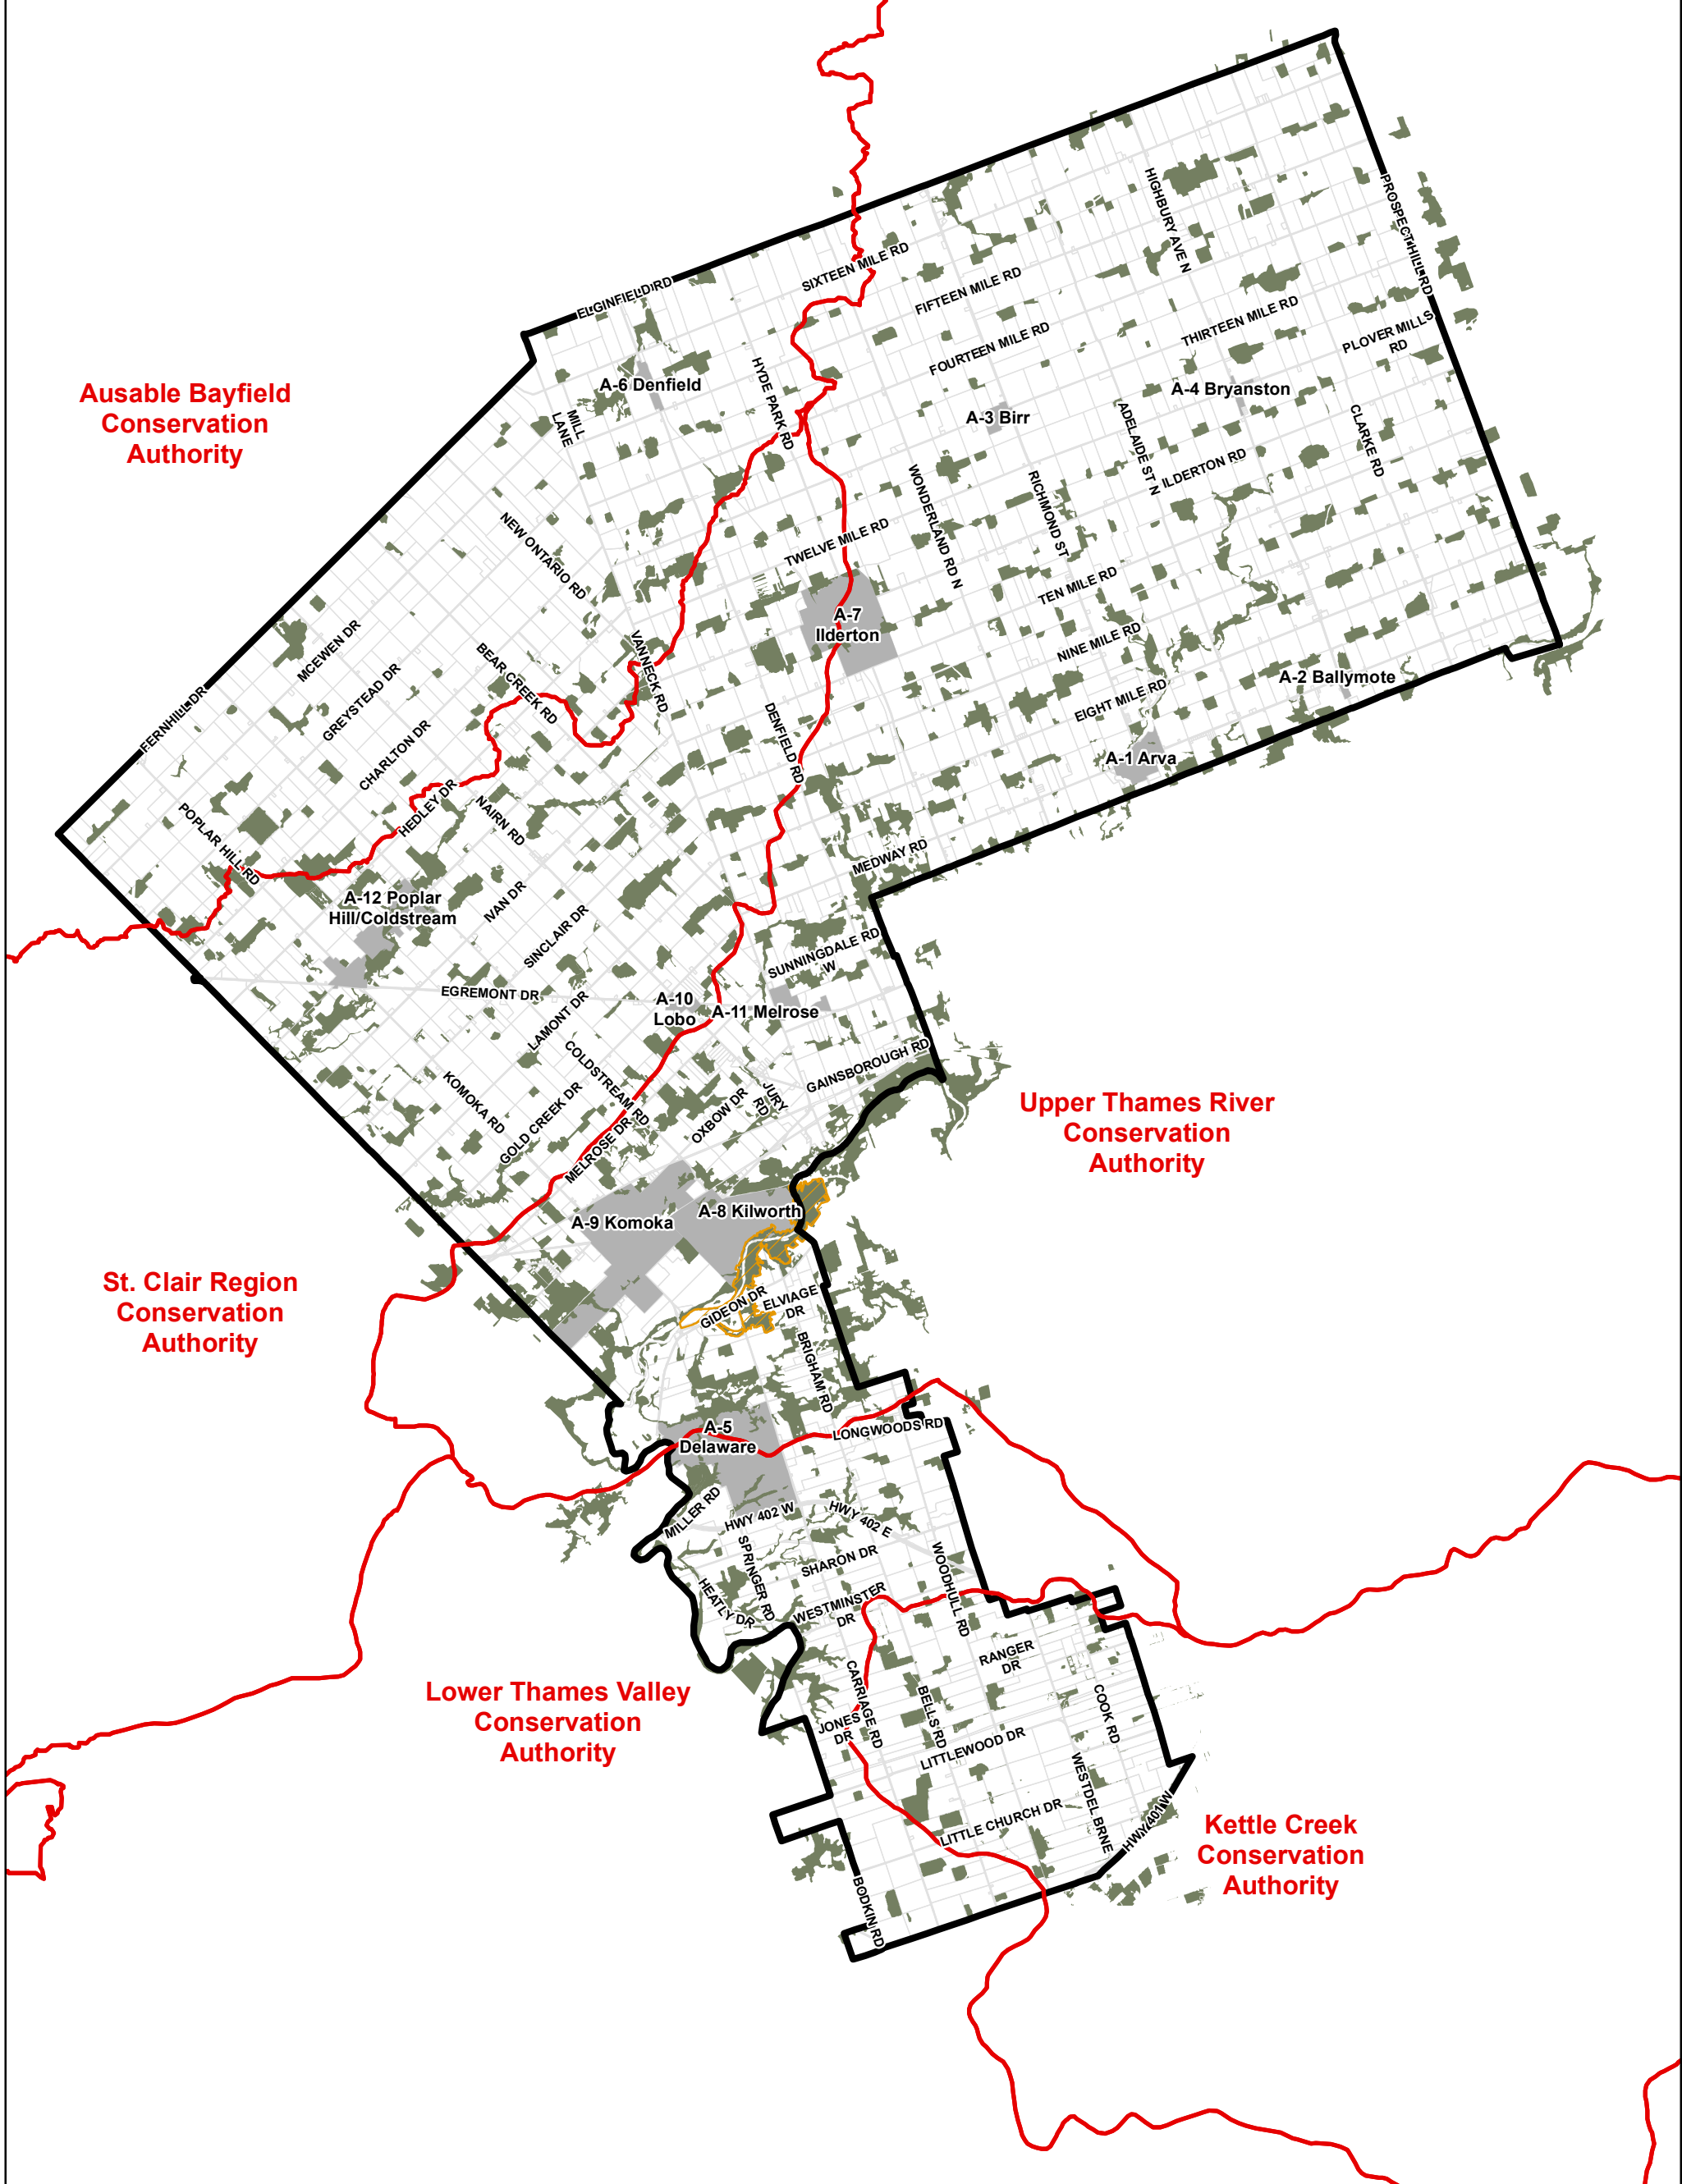 HIGHBURY AVE N
PROSPECT HILL RD
SIXTEEN MILE RD
ELGINFIELD RD
FIFTEEN MILE RD
THIRTEEN MILE RD
PLOVER MILLS
RD
FOURTEEN MILE RD
Ausable Bayfield
Conservation
Authority
A-6 Denfield
HYDE PARK RD
A-4 Bryanston
MILL
LANE
A-3 Birr
ADELAIDE ST N
CLARKE RD
ILDERTON RD
WONDERLAND RD N
RICHMOND ST
NEW ONTARIO RD
TWELVE MILE RD
TEN MILE RD
A-7
Ilderton
MCEWEN DR
NINE MILE RD
VANNECK RD
BEAR CREEK RD
A-2 Ballymote
GREYSTEAD DR
EIGHT MILE RD
FERNHILL DR
DENFIELD RD
CHARLTON DR
A-1 Arva
HEDLEY DR
NAIRN RD
POPLAR HILL RD
MEDWAY RD
A-12 Poplar
Hill/Coldstream
IVAN DR
SINCLAIR DR
SUNNINGDALE RD
W
EGREMONT DR
A-10
Lobo
A-11 Melrose
LAMONT DR
COLDSTREAM RD
GAINSBOROUGH RD
KOMOKA RD
GOLD CREEK DR
JURY
RD
OXBOW DR
MELROSE DR
Upper Thames River
Conservation
Authority
A-9 Komoka
A-8 Kilworth
St. Clair Region
Conservation
Authority
GIDEON DR
ELVIAGE
DR
BRIGHAM RD
A-5
Delaware
LONGWOODS RD
MILLER RD
HWY 402 W
HWY 402 E
SPRINGER RD
SHARON DR
WOODHULL RD
HEATLY DR
WESTMINSTER
DR
RANGER
DR
CARRIAGE RD
Lower Thames Valley
Conservation
Authority
BELLS RD
COOK RD
JONES
DR
LITTLEWOOD DR
WESTDEL BRNE
LITTLE CHURCH DR
HWY 401 W
Kettle Creek
Conservation
Authority
BODKIN RD